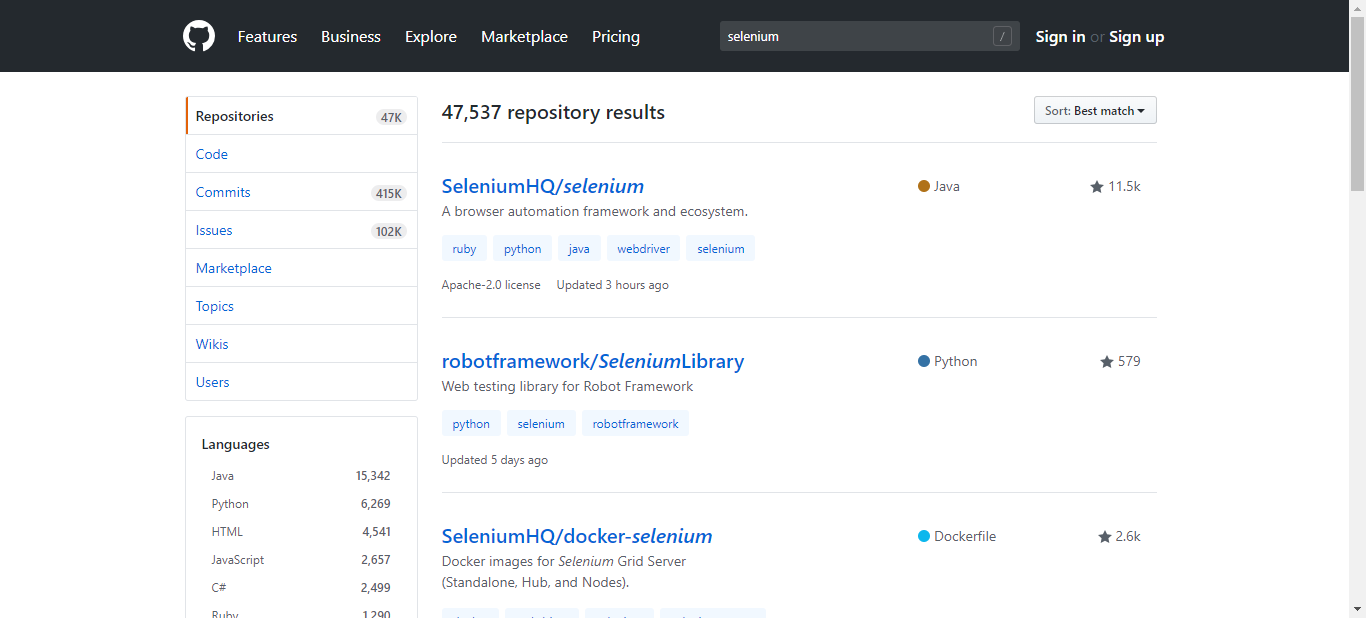 Features Business Explore Marketplace Pricing selenium / Sign in or Sign up
Repositories 47K
Code
Commits 415K
Issues 102K
Marketplace
Topics
Wikis
Users
Languages
Java 15,342
Python 6,269
HTML 4,541
JavaScript 2,657
C# 2,499
Ruby 1,290
47,537 repository results Sort: Best match
SeleniumHQ/selenium Java 11.5k
A browser automation framework and ecosystem.
ruby python java webdriver selenium
Apache-2.0 license Updated 3 hours ago
robotframework/SeleniumLibrary Python 579
Web testing library for Robot Framework
python selenium robotframework
Updated 5 days ago
SeleniumHQ/docker-selenium Dockerfile 2.6k
Docker images for Selenium Grid Server
(Standalone, Hub, and Nodes).